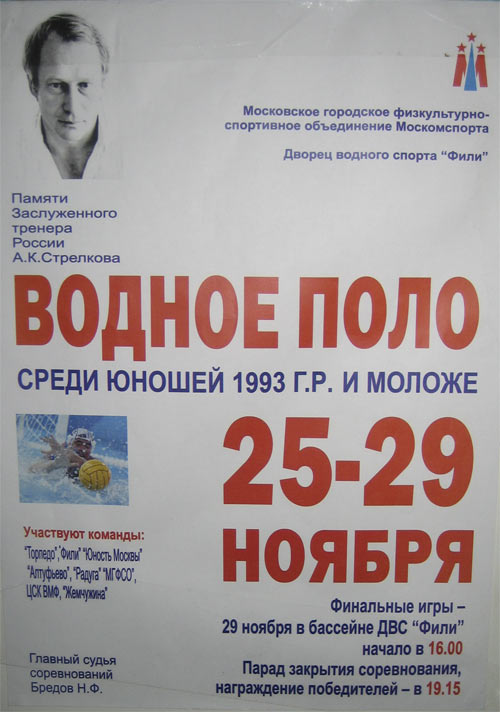 Московское городское физкультурно-
спортивное объединение Москомспорта
Дворец водного спорта “Фили”
Памяти
Заслуженного
тренера
России
А.К.Стрелкова
ВОДНОЕ ПОЛО
СРЕДИ ЮНОШЕЙ 1993 Г.Р. И МОЛОЖЕ
25-29
НОЯБРЯ
Участвуют команды:
“Торпедо”,“Фили” “Юность Москвы”
“Алтуфьево”, “Радуга” “МГФСО”,
ЦСК ВМФ, “Жемчужина”
Финальные игры –
29 ноября в бассейне ДВС “Фили”
начало в 16.00
Парад закрытия соревнования,
награждение победителей – в 19.15
Главный судья
соревнований
Бредов Н.Ф.